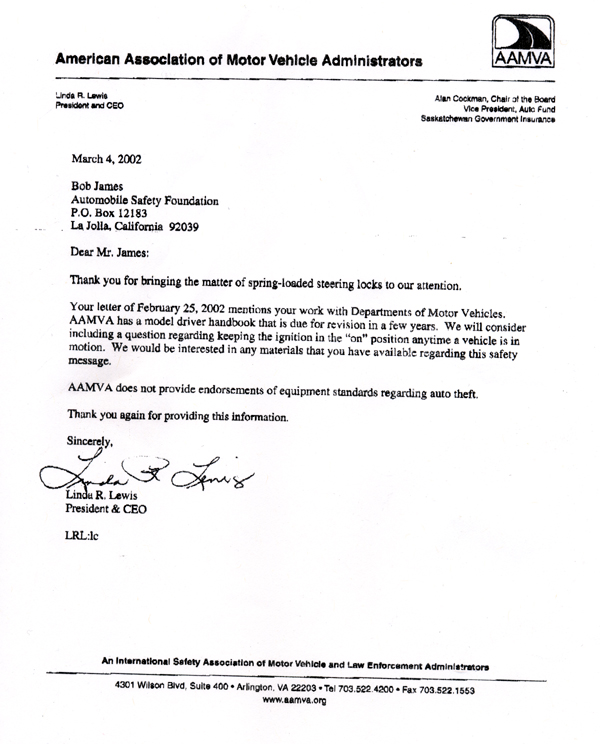 AAMVA
American Association of Motor Vehicle Administrators
Linda R. Lewis
President and CEO
Alan Cockman, Chair of the Board
Vice President, Auto Fund
Saskatchewan Government Insurance
March 4, 2002
Bob James
Automobile Safety Foundation
P.O. Box 12183
La Jolla, California 92039
Dear Mr. James:
Thank you for bringing the matter of spring-loaded steering locks to our attention.
Your letter of February 25, 2002 mentions your work with Departments of Motor Vehicles.
AAMVA has a model driver handbook that is due for revision in a few years. We will consider
including a question regarding keeping the ignition in the "on" position anytime a vehicle is in
motion. We would be interested in any materials that you have available regarding this safety
message.
AAMVA does not provide endorsements of equipment standards regarding auto theft.
Thank you again for providing this information.
Sincerely,
Linda R Lewis
Linda R. Lewis
President & CEO
LRL:lc
An International Safety Association of Motor Vehicle and Law Enforcement Administrators
4301 Wilson Blvd, Suite 400 • Arlington, VA 22203 • Tel 703.522.4200 • Fax 703.522.1553
www.aamva.org